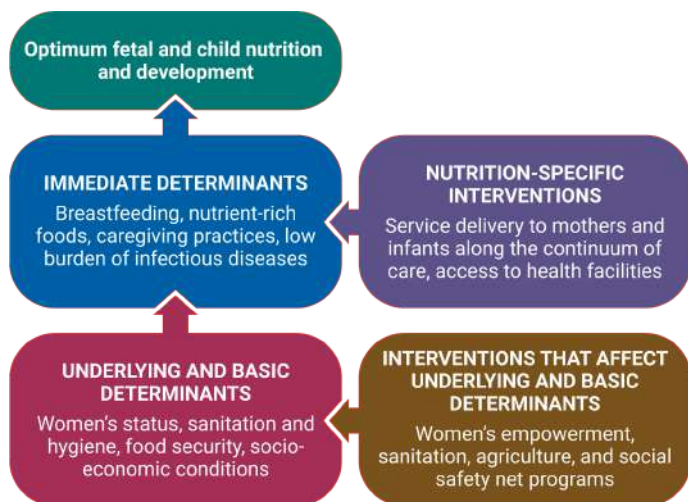 Optimum fetal and child nutrition
and development
IMMEDIATE DETERMINANTS
Breastfeeding, nutrient-rich
foods, caregiving practices, low
burden of infectious diseases
NUTRITION-SPECIFIC
INTERVENTIONS
Service delivery to mothers and
infants along the continuum of
care, access to health facilities
UNDERLYING AND BASIC
DETERMINANTS
Women's status, sanitation and
hygiene, food security, socio-
economic conditions
INTERVENTIONS THAT AFFECT
UNDERLYING AND BASIC
DETERMINANTS
Women's empowerment,
sanitation, agriculture, and social
safety net programs